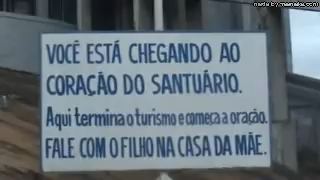 VOCÊ ESTÁ CHEGANDO AO
CORAÇÃO DO SANTUÁRIO.
Aqui termina o turismo e começa a oração.
FALE COM O FILHO NA CASA DA MÃE.